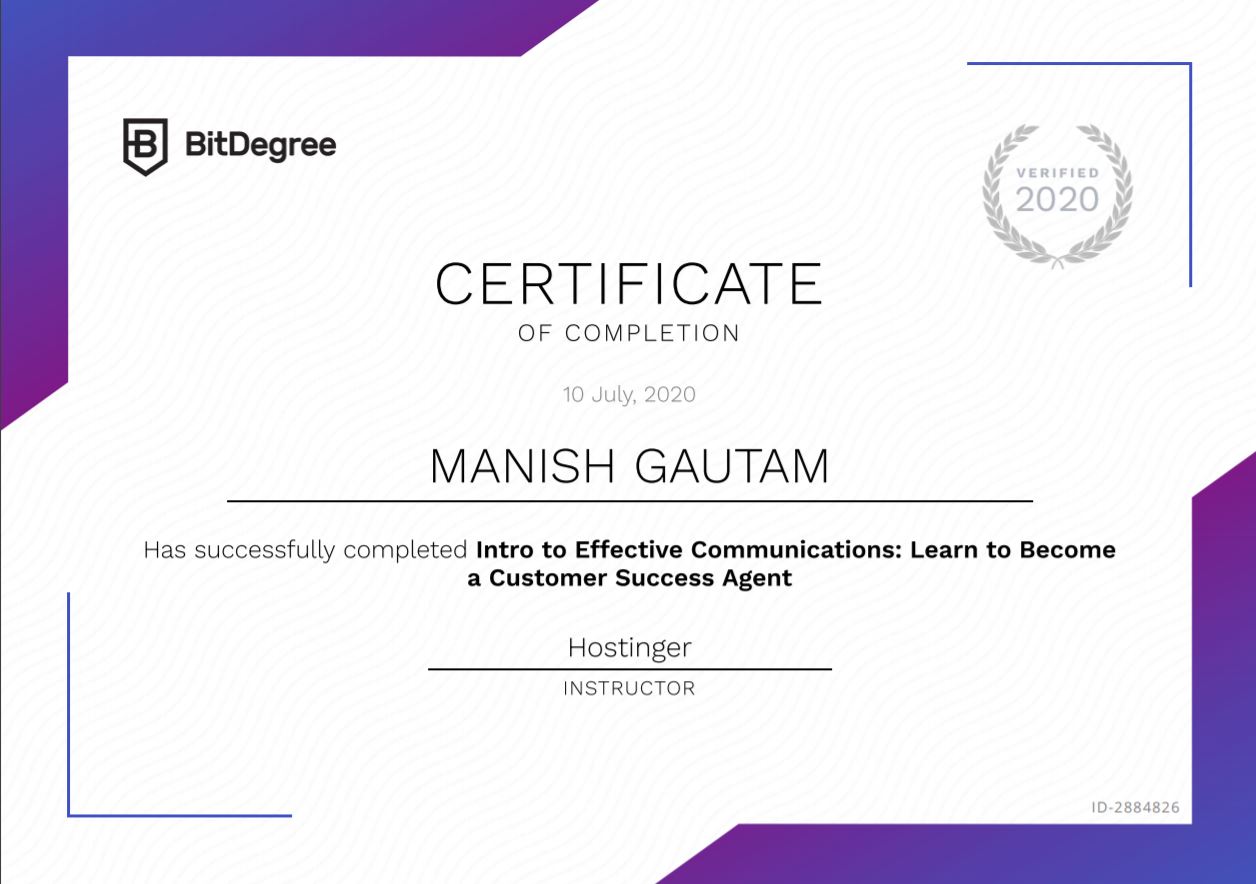 BitDegree
VERIFIED
2020
CERTIFICATE
OF COMPLETION
10 July, 2020
MANISH GAUTAM
Has successfully completed Intro to Effective Communications: Learn to Become
a Customer Success Agent
Hostinger
INSTRUCTOR
ID-2884826